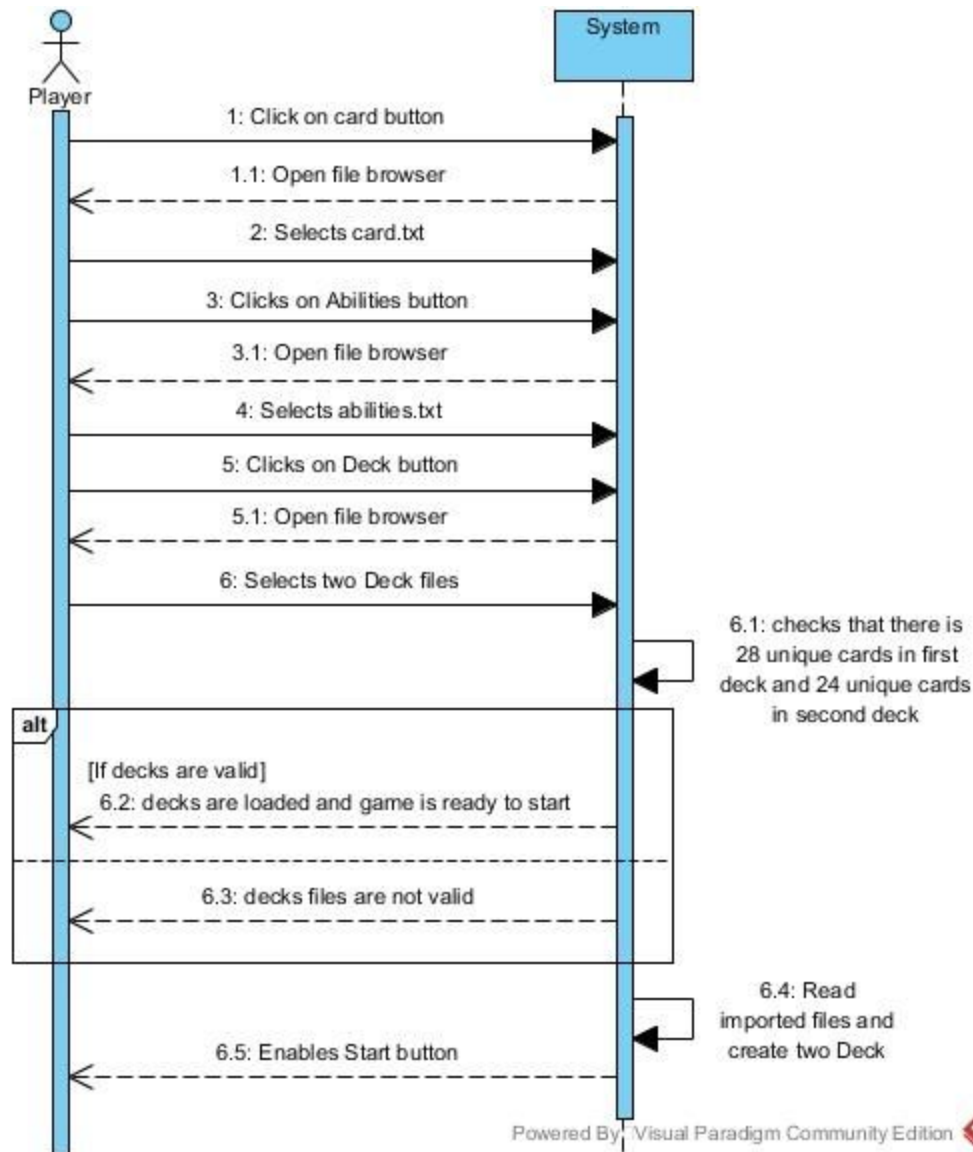 System
Player
1: Click on card button
1.1: Open file browser
2: Selects card.txt
3: Clicks on Abilities button
3.1: Open file browser
4: Selects abilities.txt
5: Clicks on Deck button
5.1: Open file browser
6: Selects two Deck files
6.1: checks that there is
28 unique cards in first
deck and 24 unique cards
in second deck
alt
[If decks are valid]
6.2: decks are loaded and game is ready to start
6.3: decks files are not valid
6.4: Read
imported files and
create two Deck
6.5: Enables Start button
Powered By Visual Paradigm Community Edition